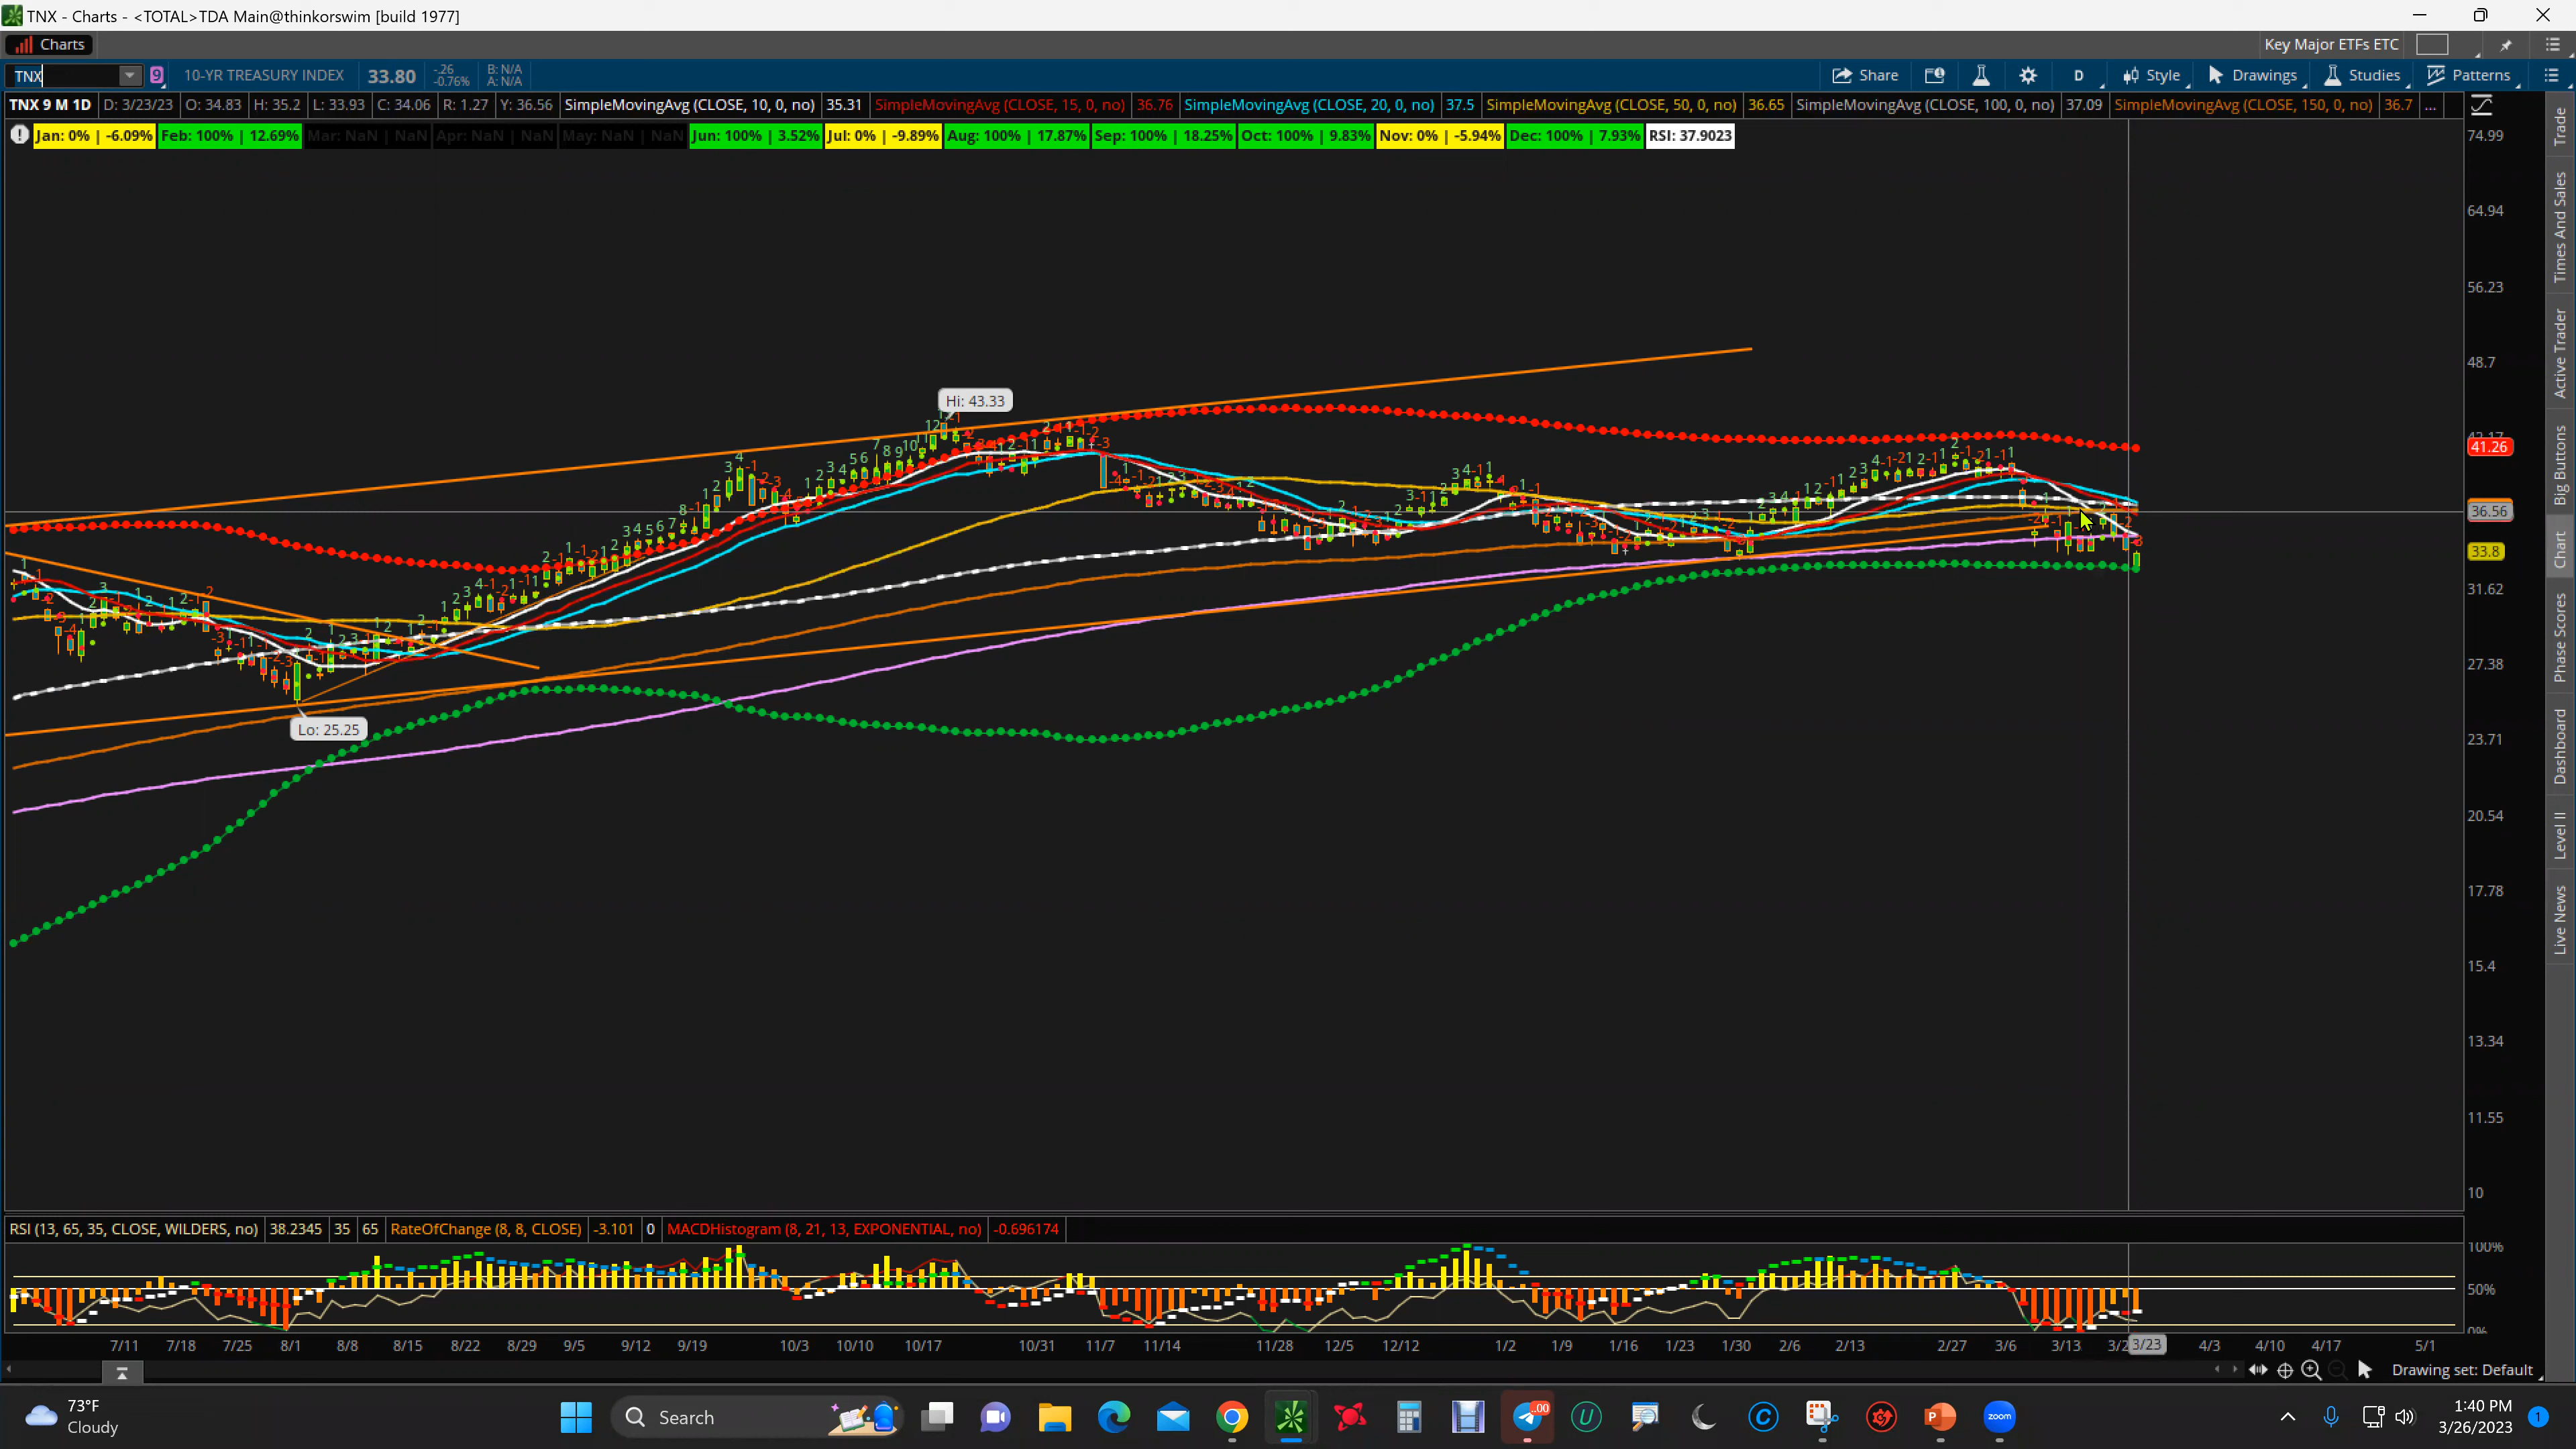 TNX - Charts - <TOTAL>TDA Main@thinkorswim [build 1977]
Charts
Key Major ETFs ETC
TNX
9
10-YR TREASURY INDEX
33.80
-.26
-0.76%
B: N/A
A: N/A
Share
D
Style
Drawings
Studies
Patterns
TNX 9 M 1D
D: 3/23/23
O: 34.83
H: 35.2
L: 33.93
C: 34.06
R: 1.27
Y: 36.56
SimpleMovingAvg (CLOSE, 10, 0, no)
35.31
SimpleMovingAvg (CLOSE, 15, 0, no)
36.76
SimpleMovingAvg (CLOSE, 20, 0, no)
37.5
SimpleMovingAvg (CLOSE, 50, 0, no)
36.65
SimpleMovingAvg (CLOSE, 100, 0, no)
37.09
SimpleMovingAvg (CLOSE, 150, 0, no)
36.7
...
Jan: 0% | -6.09%
Feb: 100% | 12.69%
Mar: NaN | NaN
Apr: NaN | NaN
May: NaN | NaN
Jun: 100% | 3.52%
Jul: 0% | -9.89%
Aug: 100% | 17.87%
Sep: 100% | 18.25%
Oct: 100% | 9.83%
Nov: 0% | -5.94%
Dec: 100% | 7.93%
RSI: 37.9023
74.99
64.94
56.23
48.7
41.26
36.56
33.8
31.62
27.38
23.71
20.54
17.78
15.4
13.34
11.55
10
Hi: 43.33
Lo: 25.25
Trade
Times And Sales
Active Trader
Big Buttons
Chart
Phase Scores
Dashboard
Level II
Live News
RSI (13, 65, 35, CLOSE, WILDERS, no)
38.2345
35
65
RateOfChange (8, 8, CLOSE)
-3.101
0
MACDHistogram (8, 21, 13, EXPONENTIAL, no)
-0.696174
100%
50%
0%
7/11
7/18
7/25
8/1
8/8
8/15
8/22
8/29
9/5
9/12
9/19
10/3
10/10
10/17
10/31
11/7
11/14
11/28
12/5
12/12
1/2
1/9
1/16
1/23
1/30
2/6
2/13
2/27
3/6
3/13
3/23
4/3
4/10
4/17
5/1
Drawing set: Default
73°F
Cloudy
Search
.00
zoom
1:40 PM
3/26/2023
1